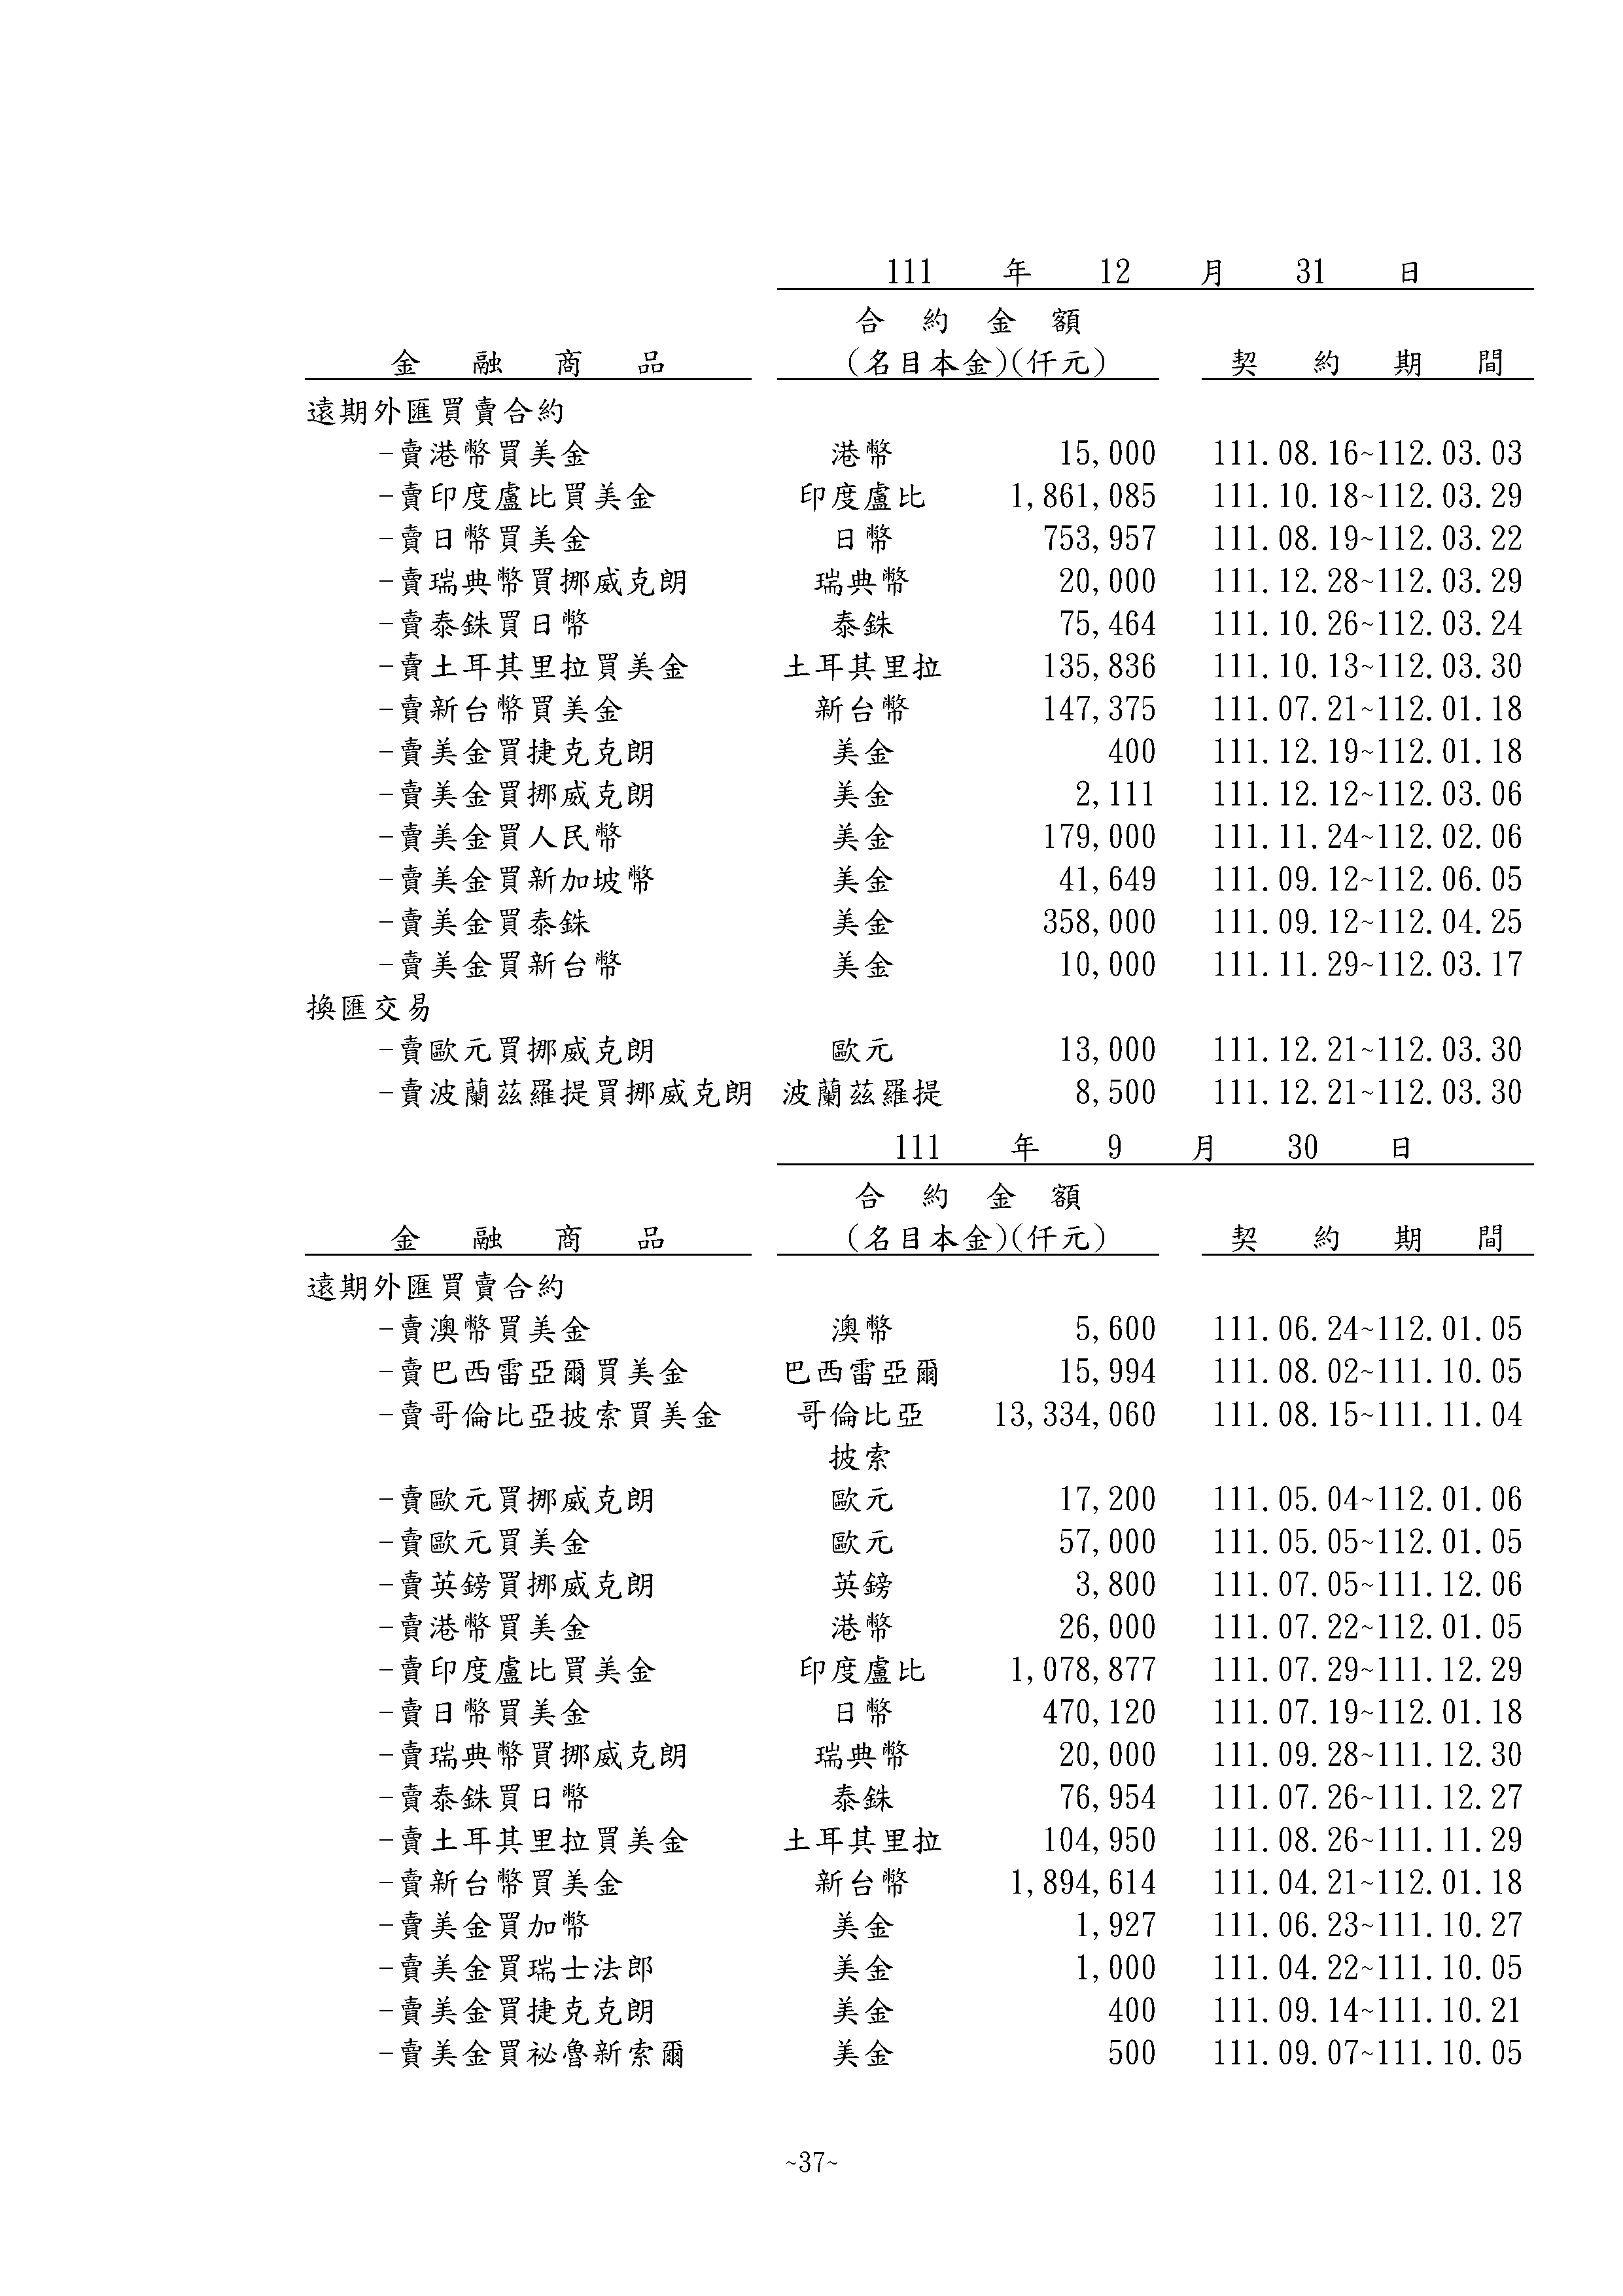 111 年 12 月 31 日
合約金額
金融商品 (名目本金)(仟元) 契約期間
遠期外匯買賣合約
-賣港幣買美金 港幣 15,000 111.08.16~112.03.03
-賣印度盧比買美金 印度盧比 1,861,085 111.10.18~112.03.29
-賣日幣買美金 日幣 753,957 111.08.19~112.03.22
-賣瑞典幣買挪威克朗 瑞典幣 20,000 111.12.28~112.03.29
-賣泰銖買日幣 泰銖 75,464 111.10.26~112.03.24
-賣土耳其里拉買美金 土耳其里拉 135,836 111.10.13~112.03.30
-賣新台幣買美金 新台幣 147,375 111.07.21~112.01.18
-賣美金買捷克克朗 美金 400 111.12.19~112.01.18
-賣美金買挪威克朗 美金 2,111 111.12.12~112.03.06
-賣美金買人民幣 美金 179,000 111.11.24~112.02.06
-賣美金買新加坡幣 美金 41,649 111.09.12~112.06.05
-賣美金買泰銖 美金 358,000 111.09.12~112.04.25
-賣美金買新台幣 美金 10,000 111.11.29~112.03.17
換匯交易
-賣歐元買挪威克朗 歐元 13,000 111.12.21~112.03.30
-賣波蘭茲羅提買挪威克朗 波蘭茲羅提 8,500 111.12.21~112.03.30
111 年 9 月 30 日
合約金額
金融商品 (名目本金)(仟元) 契約期間
遠期外匯買賣合約
-賣澳幣買美金 澳幣 5,600 111.06.24~112.01.05
-賣巴西雷亞爾買美金 巴西雷亞爾 15,994 111.08.02~111.10.05
-賣哥倫比亞披索買美金 哥倫比亞 13,334,060 111.08.15~111.11.04
披索
-賣歐元買挪威克朗 歐元 17,200 111.05.04~112.01.06
-賣歐元買美金 歐元 57,000 111.05.05~112.01.05
-賣英鎊買挪威克朗 英鎊 3,800 111.07.05~111.12.06
-賣港幣買美金 港幣 26,000 111.07.22~112.01.05
-賣印度盧比買美金 印度盧比 1,078,877 111.07.29~111.12.29
-賣日幣買美金 日幣 470,120 111.07.19~112.01.18
-賣瑞典幣買挪威克朗 瑞典幣 20,000 111.09.28~111.12.30
-賣泰銖買日幣 泰銖 76,954 111.07.26~111.12.27
-賣土耳其里拉買美金 土耳其里拉 104,950 111.08.26~111.11.29
-賣新台幣買美金 新台幣 1,894,614 111.04.21~112.01.18
-賣美金買加幣 美金 1,927 111.06.23~111.10.27
-賣美金買瑞士法郎 美金 1,000 111.04.22~111.10.05
-賣美金買捷克克朗 美金 400 111.09.14~111.10.21
-賣美金買祕魯新索爾 美金 500 111.09.07~111.10.05
~37~